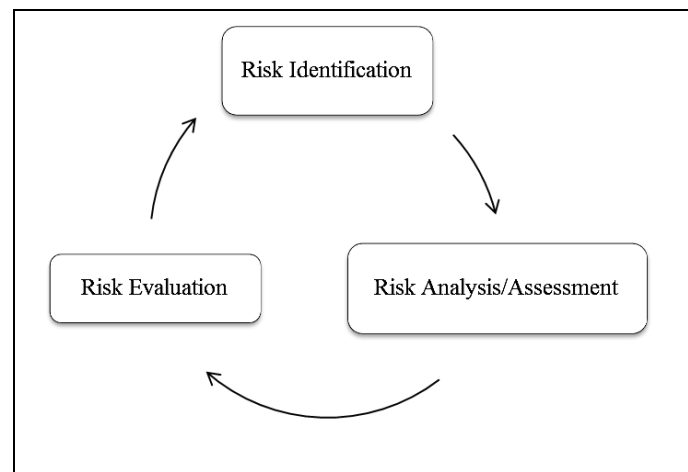 Risk Identification
Risk Evaluation
Risk Analysis/Assessment